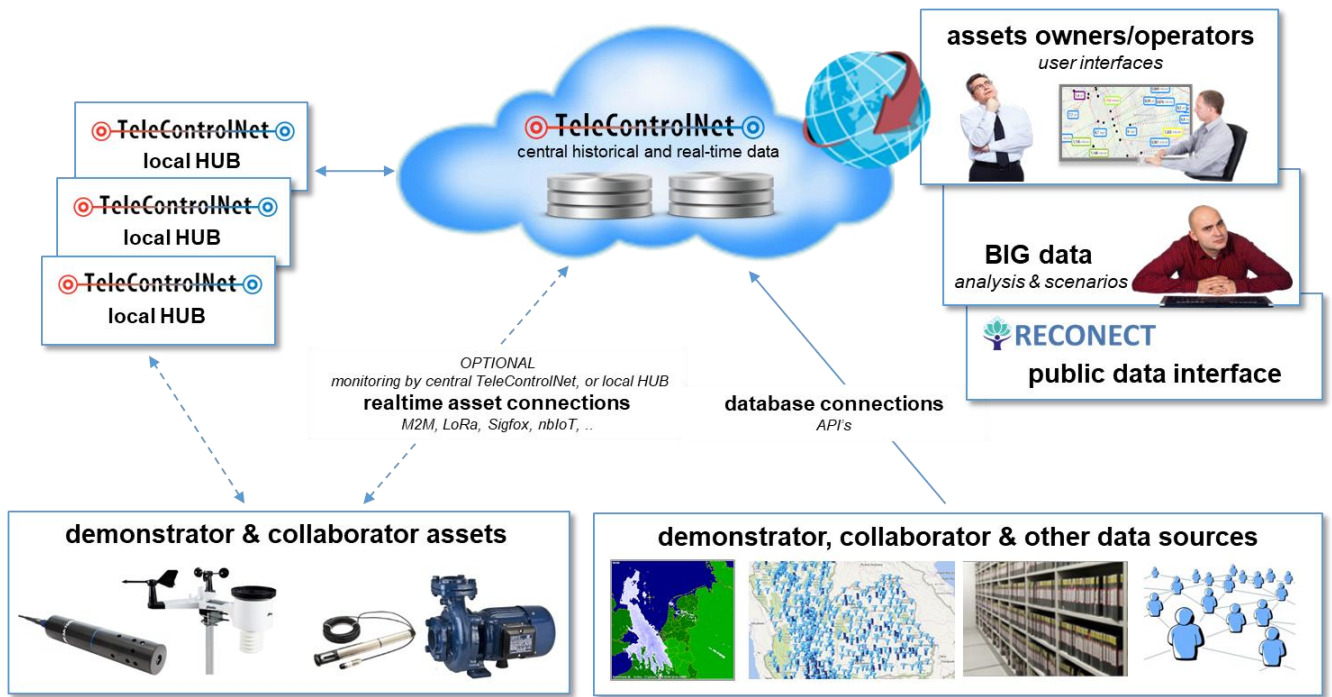 assets owners/operators
user interfaces
TeleControlNet
local HUB
TeleControlNet
local HUB
TeleControlNet
local HUB
TeleControlNet
central historical and real-time data
BIG data
analysis & scenarios
RECONECT
public data interface
OPTIONAL
monitoring by central TeleControlNet, or local HUB
realtime asset connections
M2M, LoRa, Sigfox, nbIoT, ..
database connections
API's
demonstrator & collaborator assets
demonstrator, collaborator & other data sources